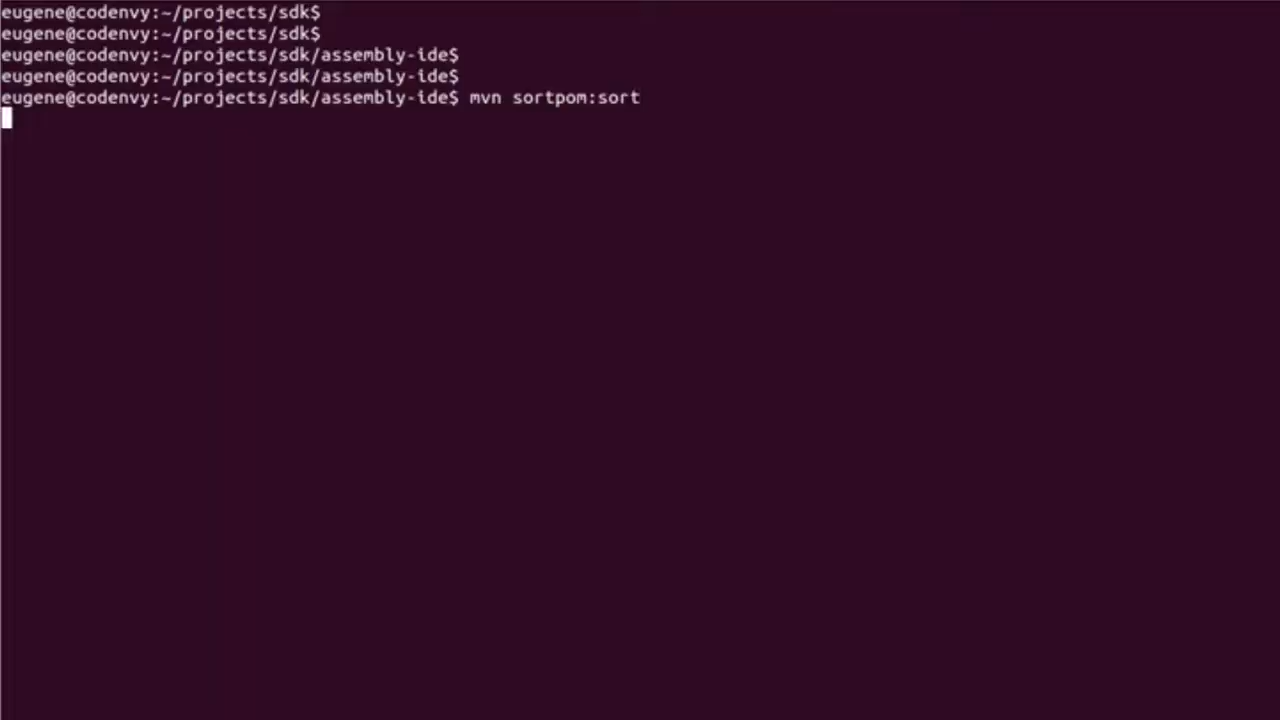 eugene@codenvy:~/projects/sdk$
eugene@codenvy:~/projects/sdk$
eugene@codenvy:~/projects/sdk/assembly-ide$
eugene@codenvy:~/projects/sdk/assembly-ide$
eugene@codenvy:~/projects/sdk/assembly-ide$ mvn sortpom:sort